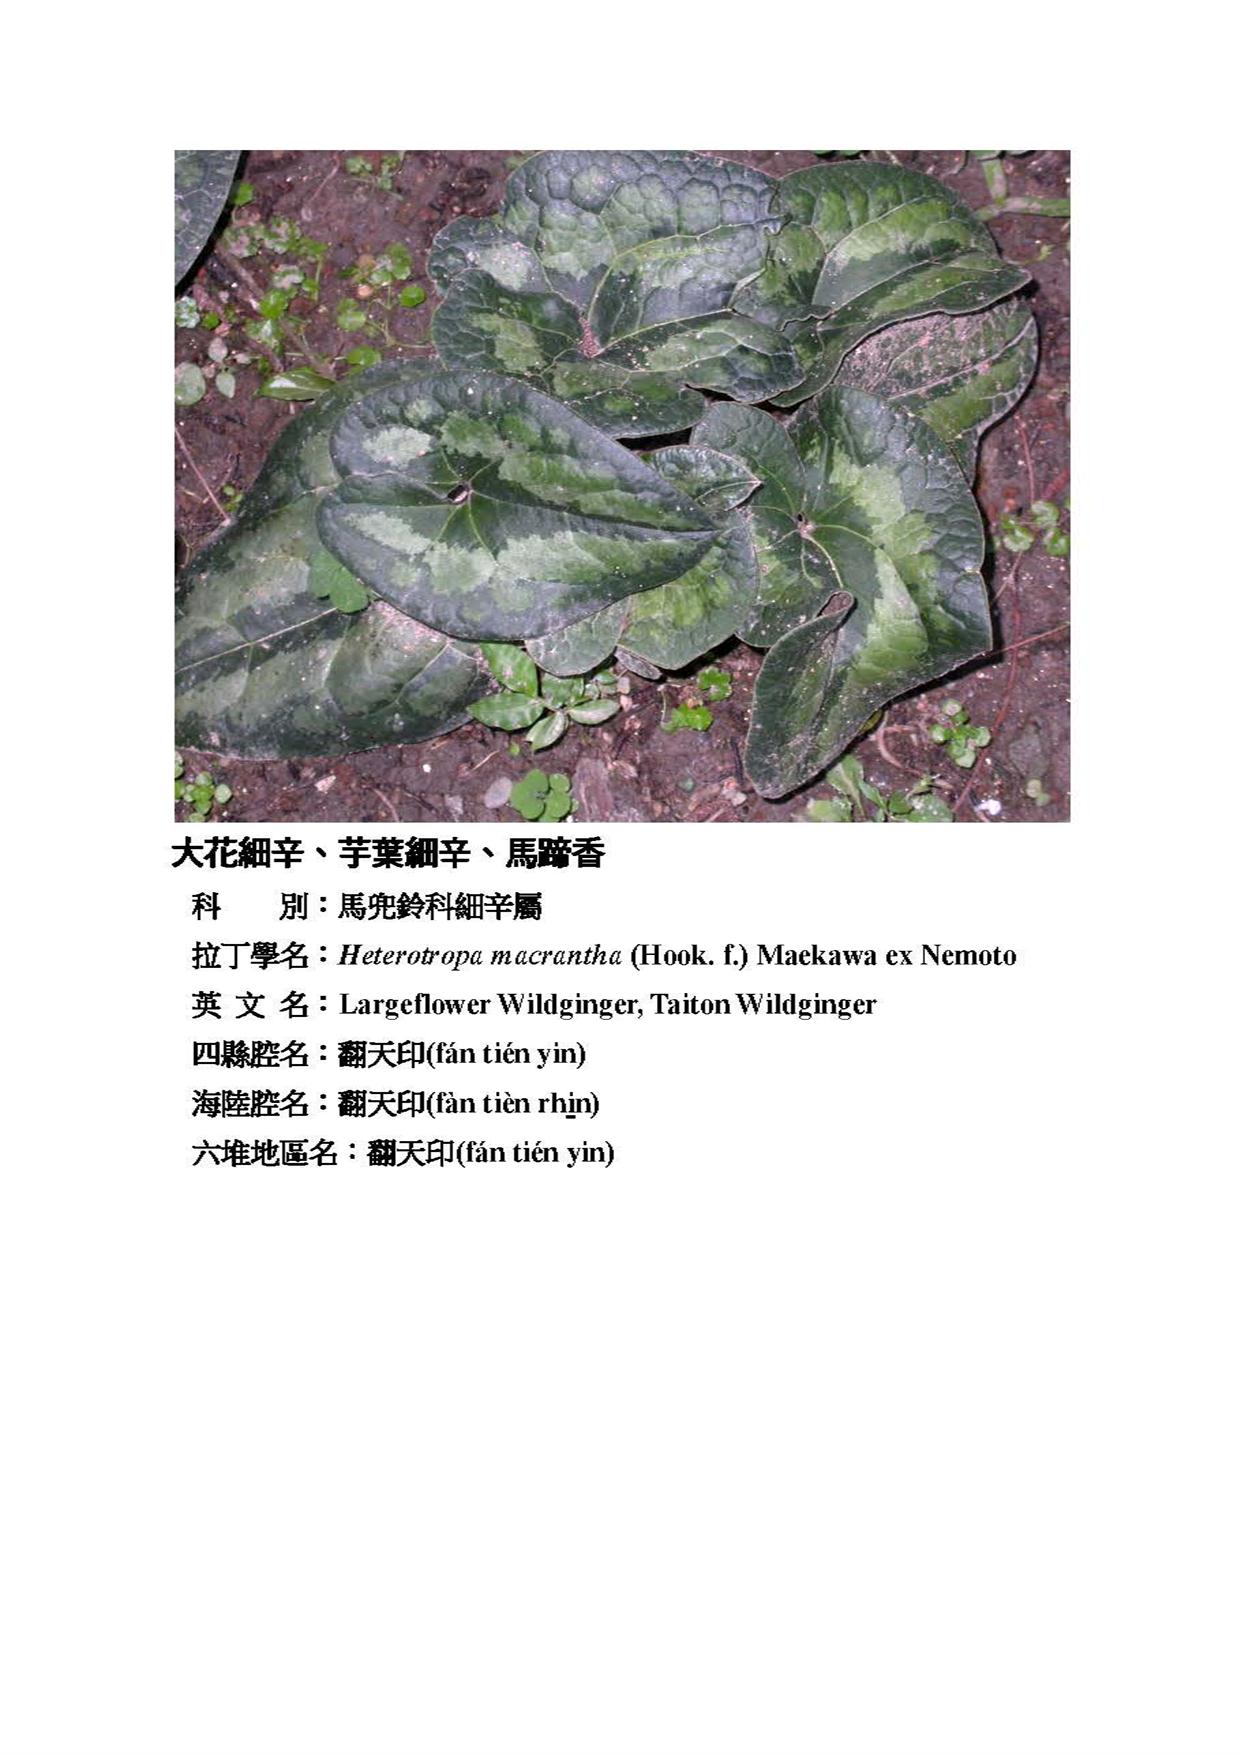 大花細辛、芋葉細辛、馬蹄香
科　　別：馬兜鈴科細辛屬
拉丁學名：Heterotropa macrantha (Hook. f.) Maekawa ex Nemoto
英 文 名：Largeflower Wildginger, Taiton Wildginger
四縣腔名：翻天印(fán tién yin)
海陸腔名：翻天印(fàn tièn rhi̱n)
六堆地區名：翻天印(fán tién yin)